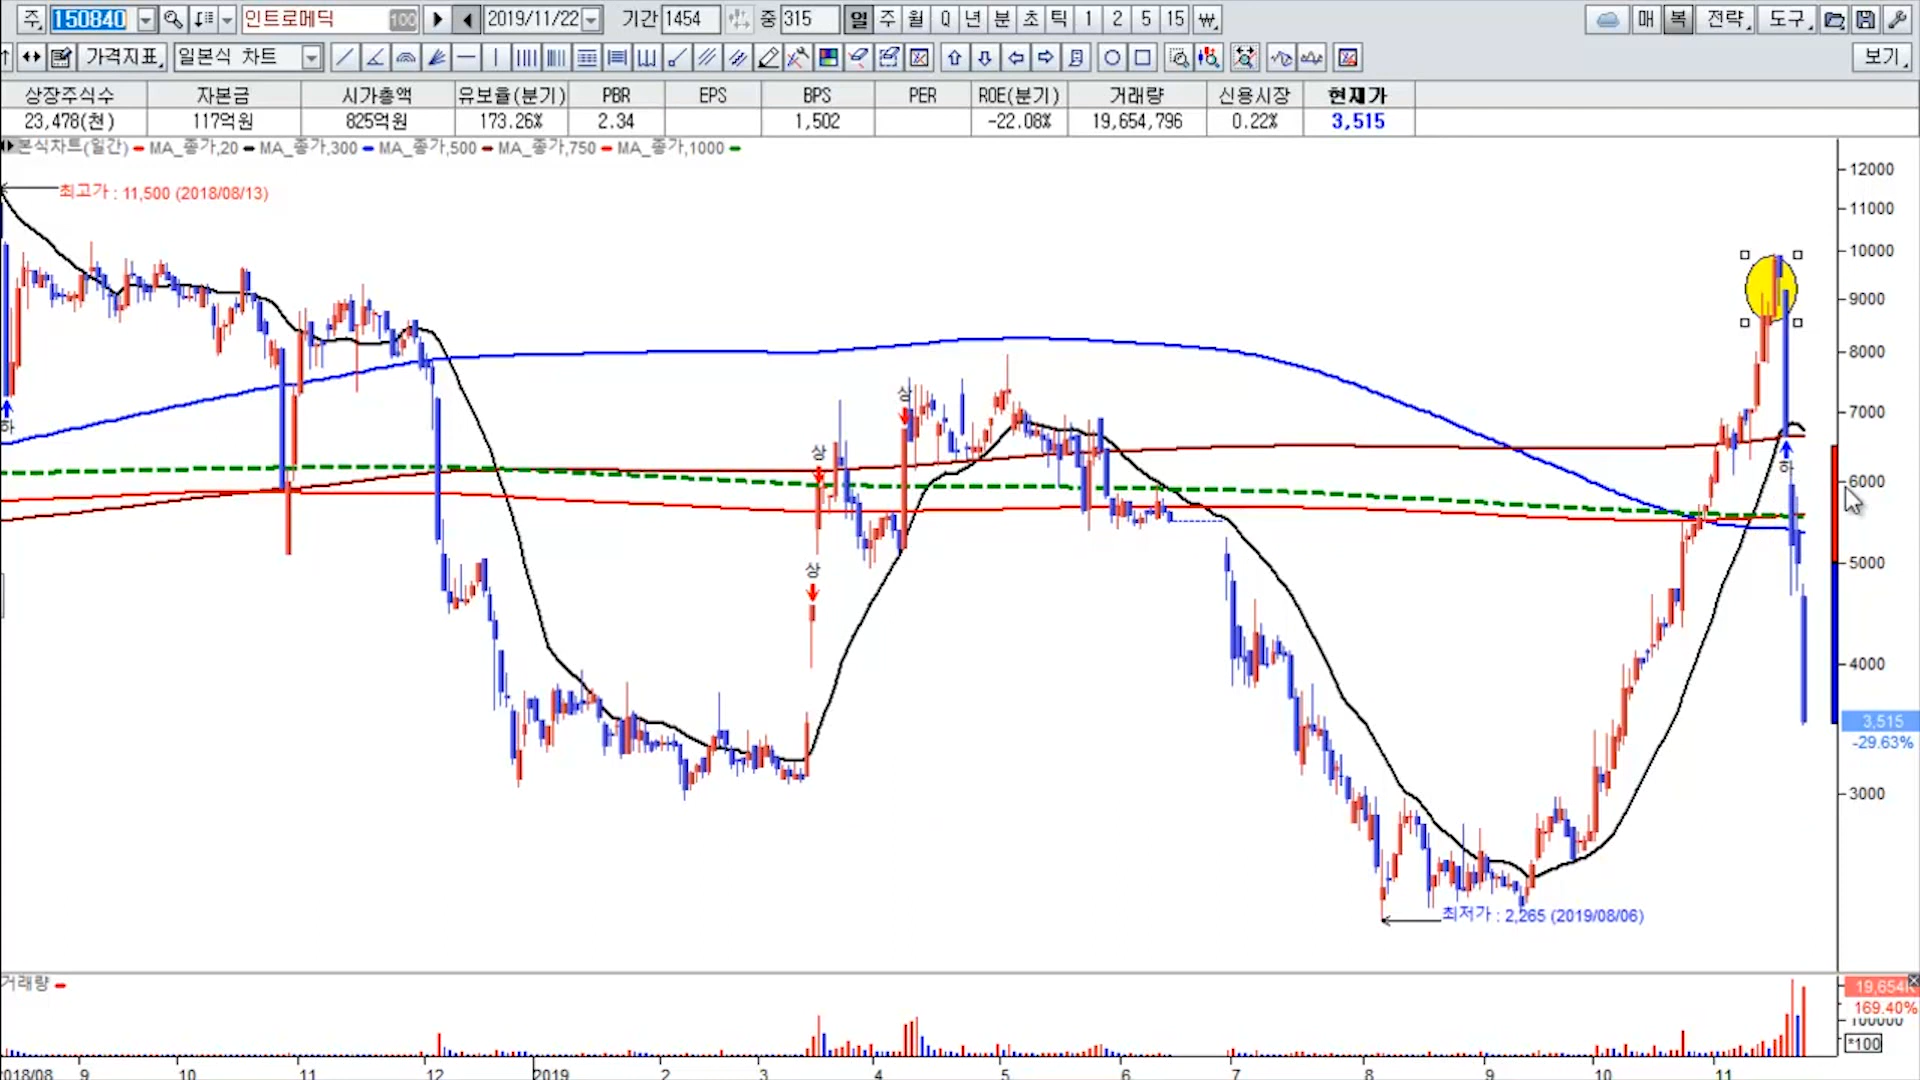 주 150840 인트로메딕 100 2019/11/22 기간 1454 중 315 일 주 월 Q 년 분 초 틱 1 2 5 15 ₩ 매 복 전략 도구
가격지표 일본식 차트 보기
상장주식수 자본금 시가총액 유보율(분기) PBR EPS BPS PER ROE(분기) 거래량 신용시장 현재가
23,478(천) 117억원 825억원 173.26% 2.34 1,502 -22.08% 19,654,796 0.22% 3,515
본식차트(일간) MA_종가,20 MA_종가,300 MA_종가,500 MA_종가,750 MA_종가,1000
최고가 : 11,500 (2018/08/13)
12000
11000
10000
9000
8000
상
7000
하
상
하
6000
5000
상
4000
3,515
-29.63%
3000
최저가 : 2,265 (2019/08/06)
거래량
19,654K
169.40%
100000
*100
2018/08 9 10 11 12 2019 2 3 4 5 6 7 8 9 10 11